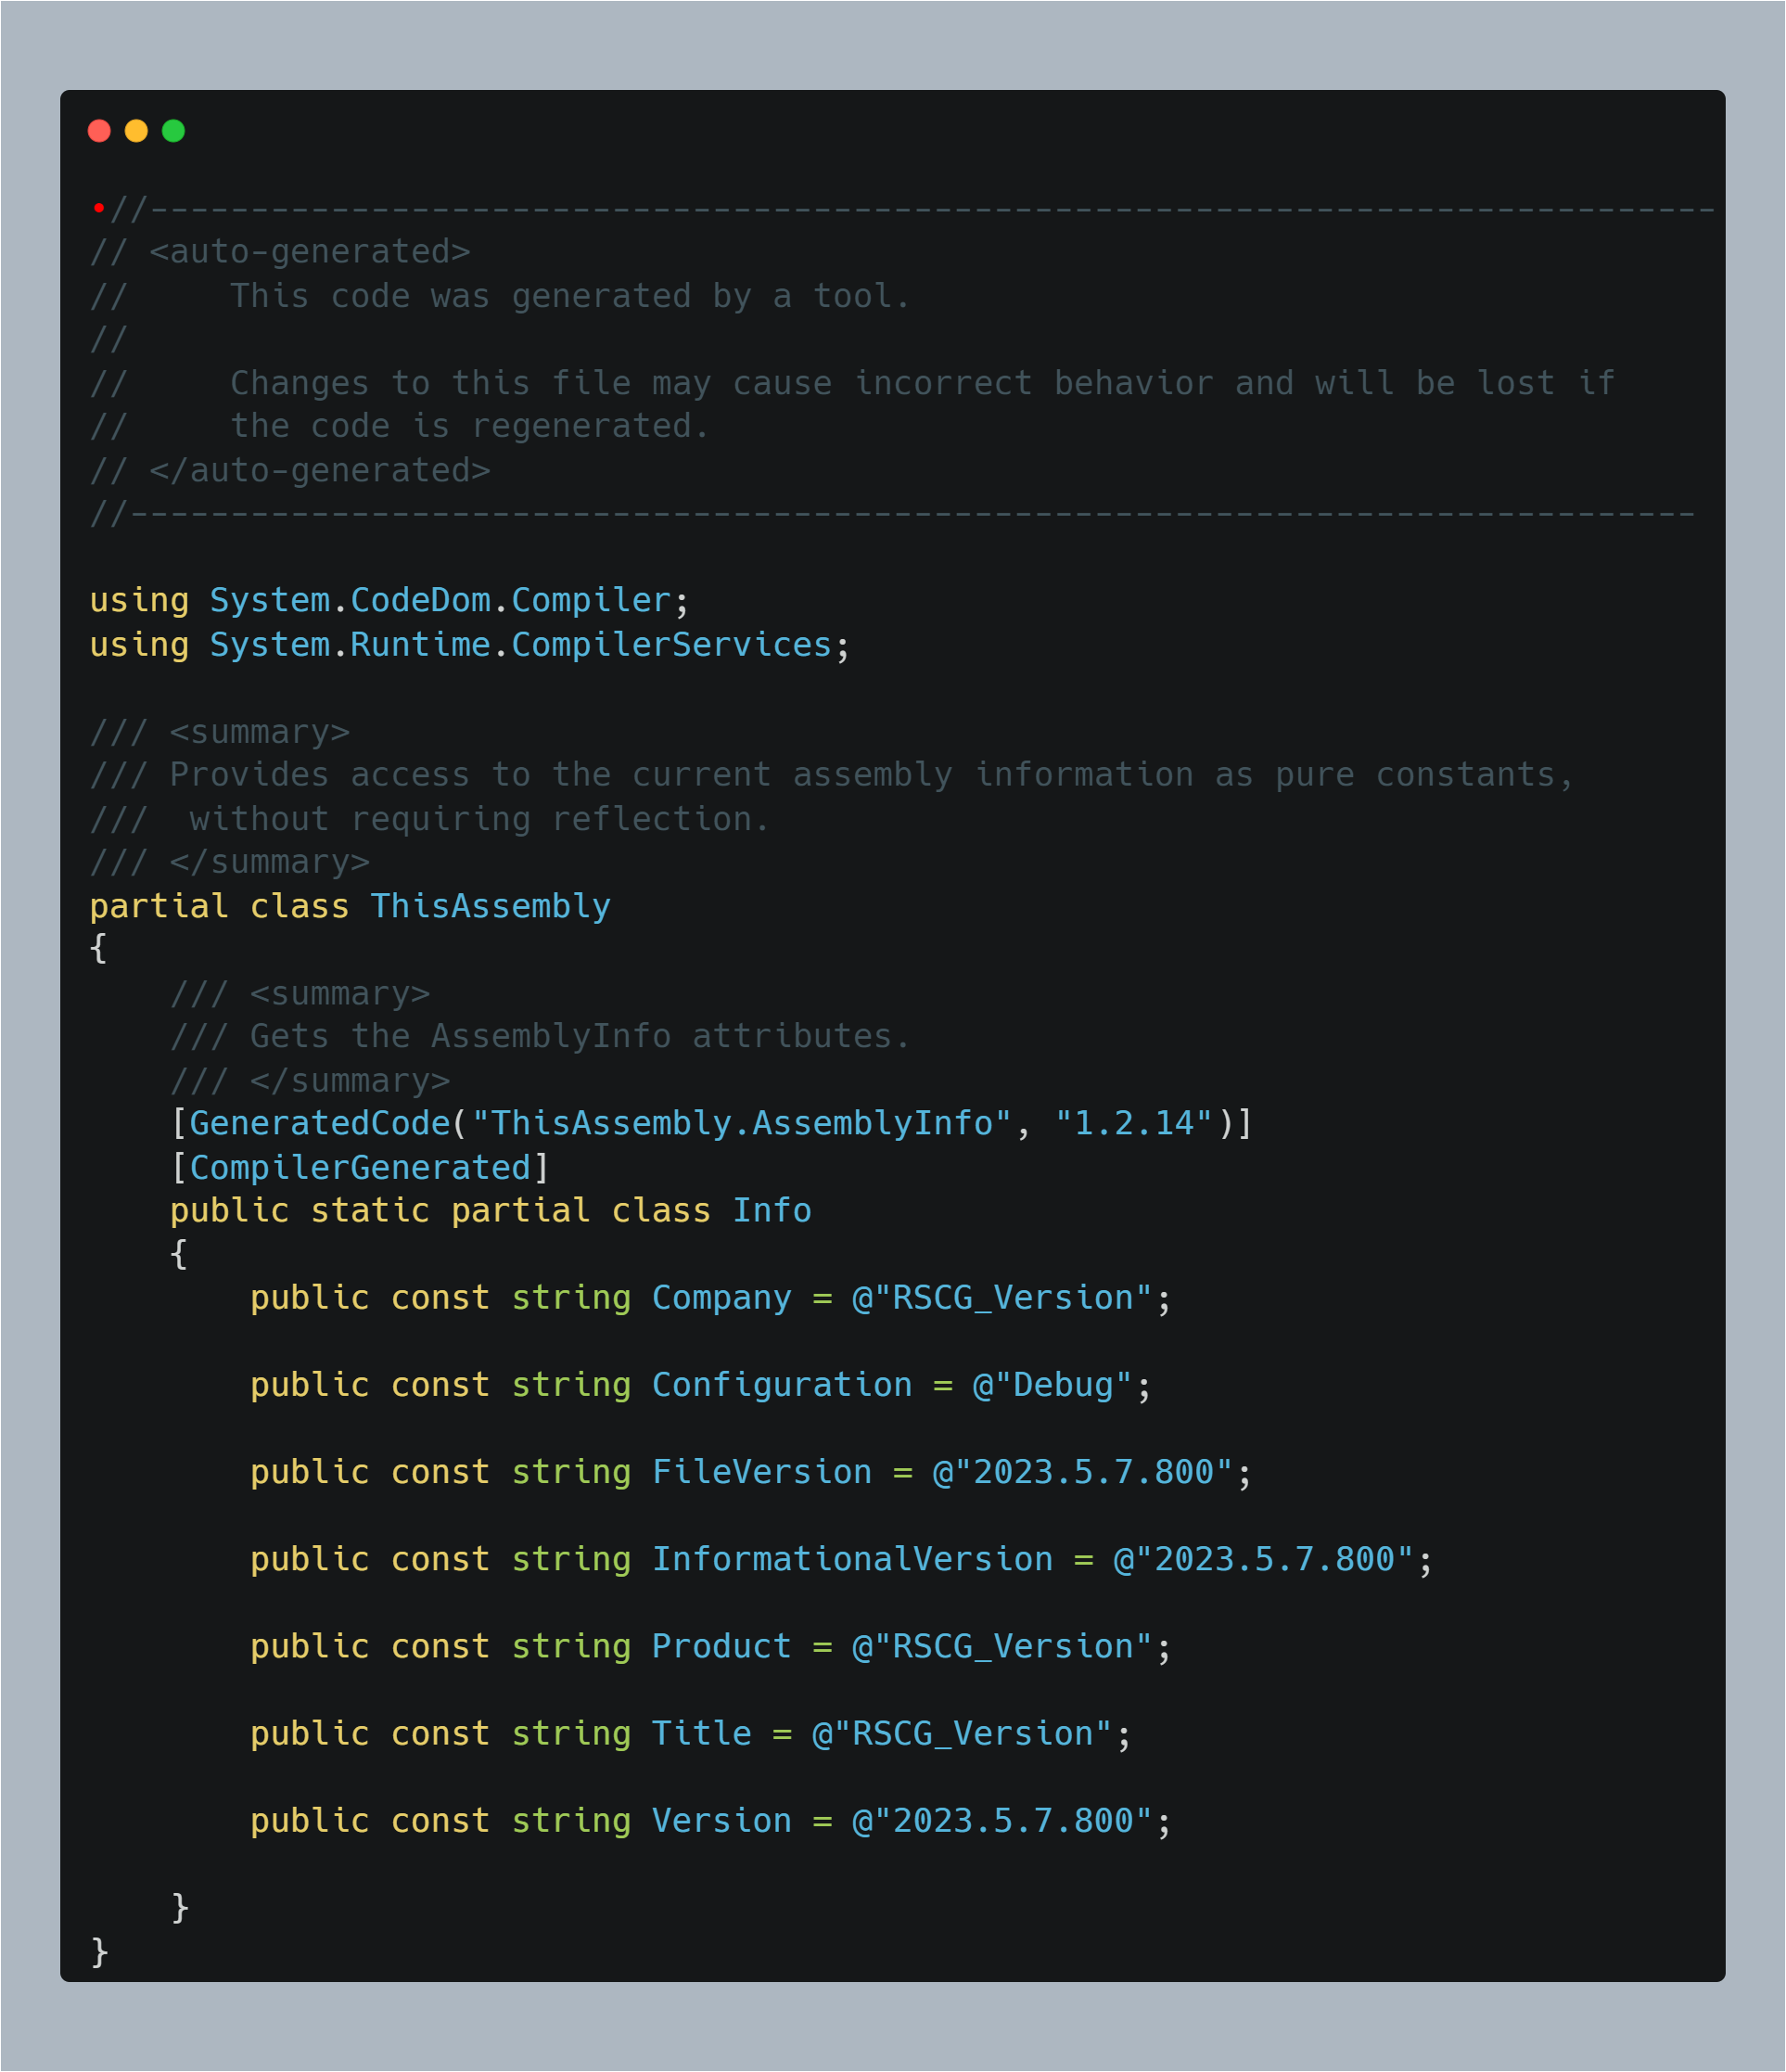 •//------------------------------------------------------------------------------
// <auto-generated>
//     This code was generated by a tool.
//
//     Changes to this file may cause incorrect behavior and will be lost if
//     the code is regenerated.
// </auto-generated>
//------------------------------------------------------------------------------

using System.CodeDom.Compiler;
using System.Runtime.CompilerServices;

/// <summary>
/// Provides access to the current assembly information as pure constants,
///  without requiring reflection.
/// </summary>
partial class ThisAssembly
{
    /// <summary>
    /// Gets the AssemblyInfo attributes.
    /// </summary>
    [GeneratedCode("ThisAssembly.AssemblyInfo", "1.2.14")]
    [CompilerGenerated]
    public static partial class Info
    {
        public const string Company = @"RSCG_Version";

        public const string Configuration = @"Debug";

        public const string FileVersion = @"2023.5.7.800";

        public const string InformationalVersion = @"2023.5.7.800";

        public const string Product = @"RSCG_Version";

        public const string Title = @"RSCG_Version";

        public const string Version = @"2023.5.7.800";

    }
}